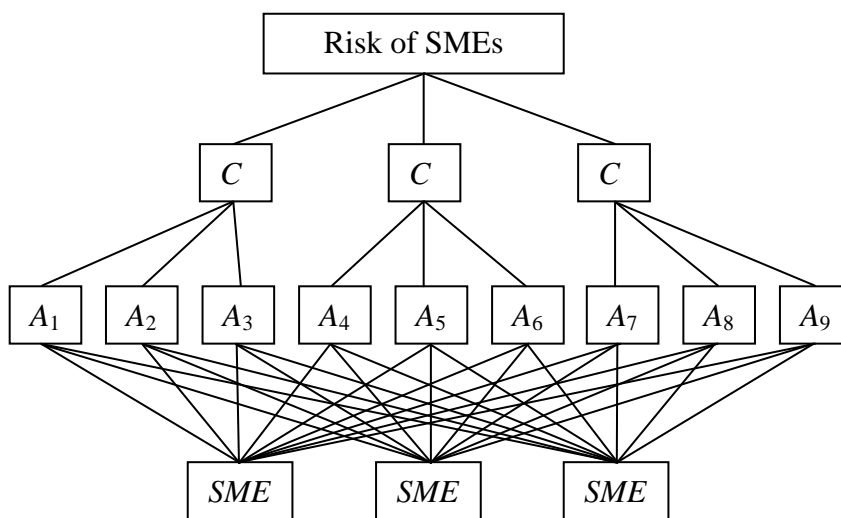 Risk of SMEs
C C C
A₁ A₂ A₃ A₄ A₅ A₆ A₇ A₈ A₉
SME SME SME